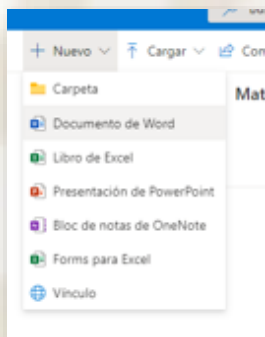 Nuevo Cargar
Carpeta
Mat
Documento de Word
Libro de Excel
Presentación de PowerPoint
Bloc de notas de OneNote
Forms para Excel
Vínculo